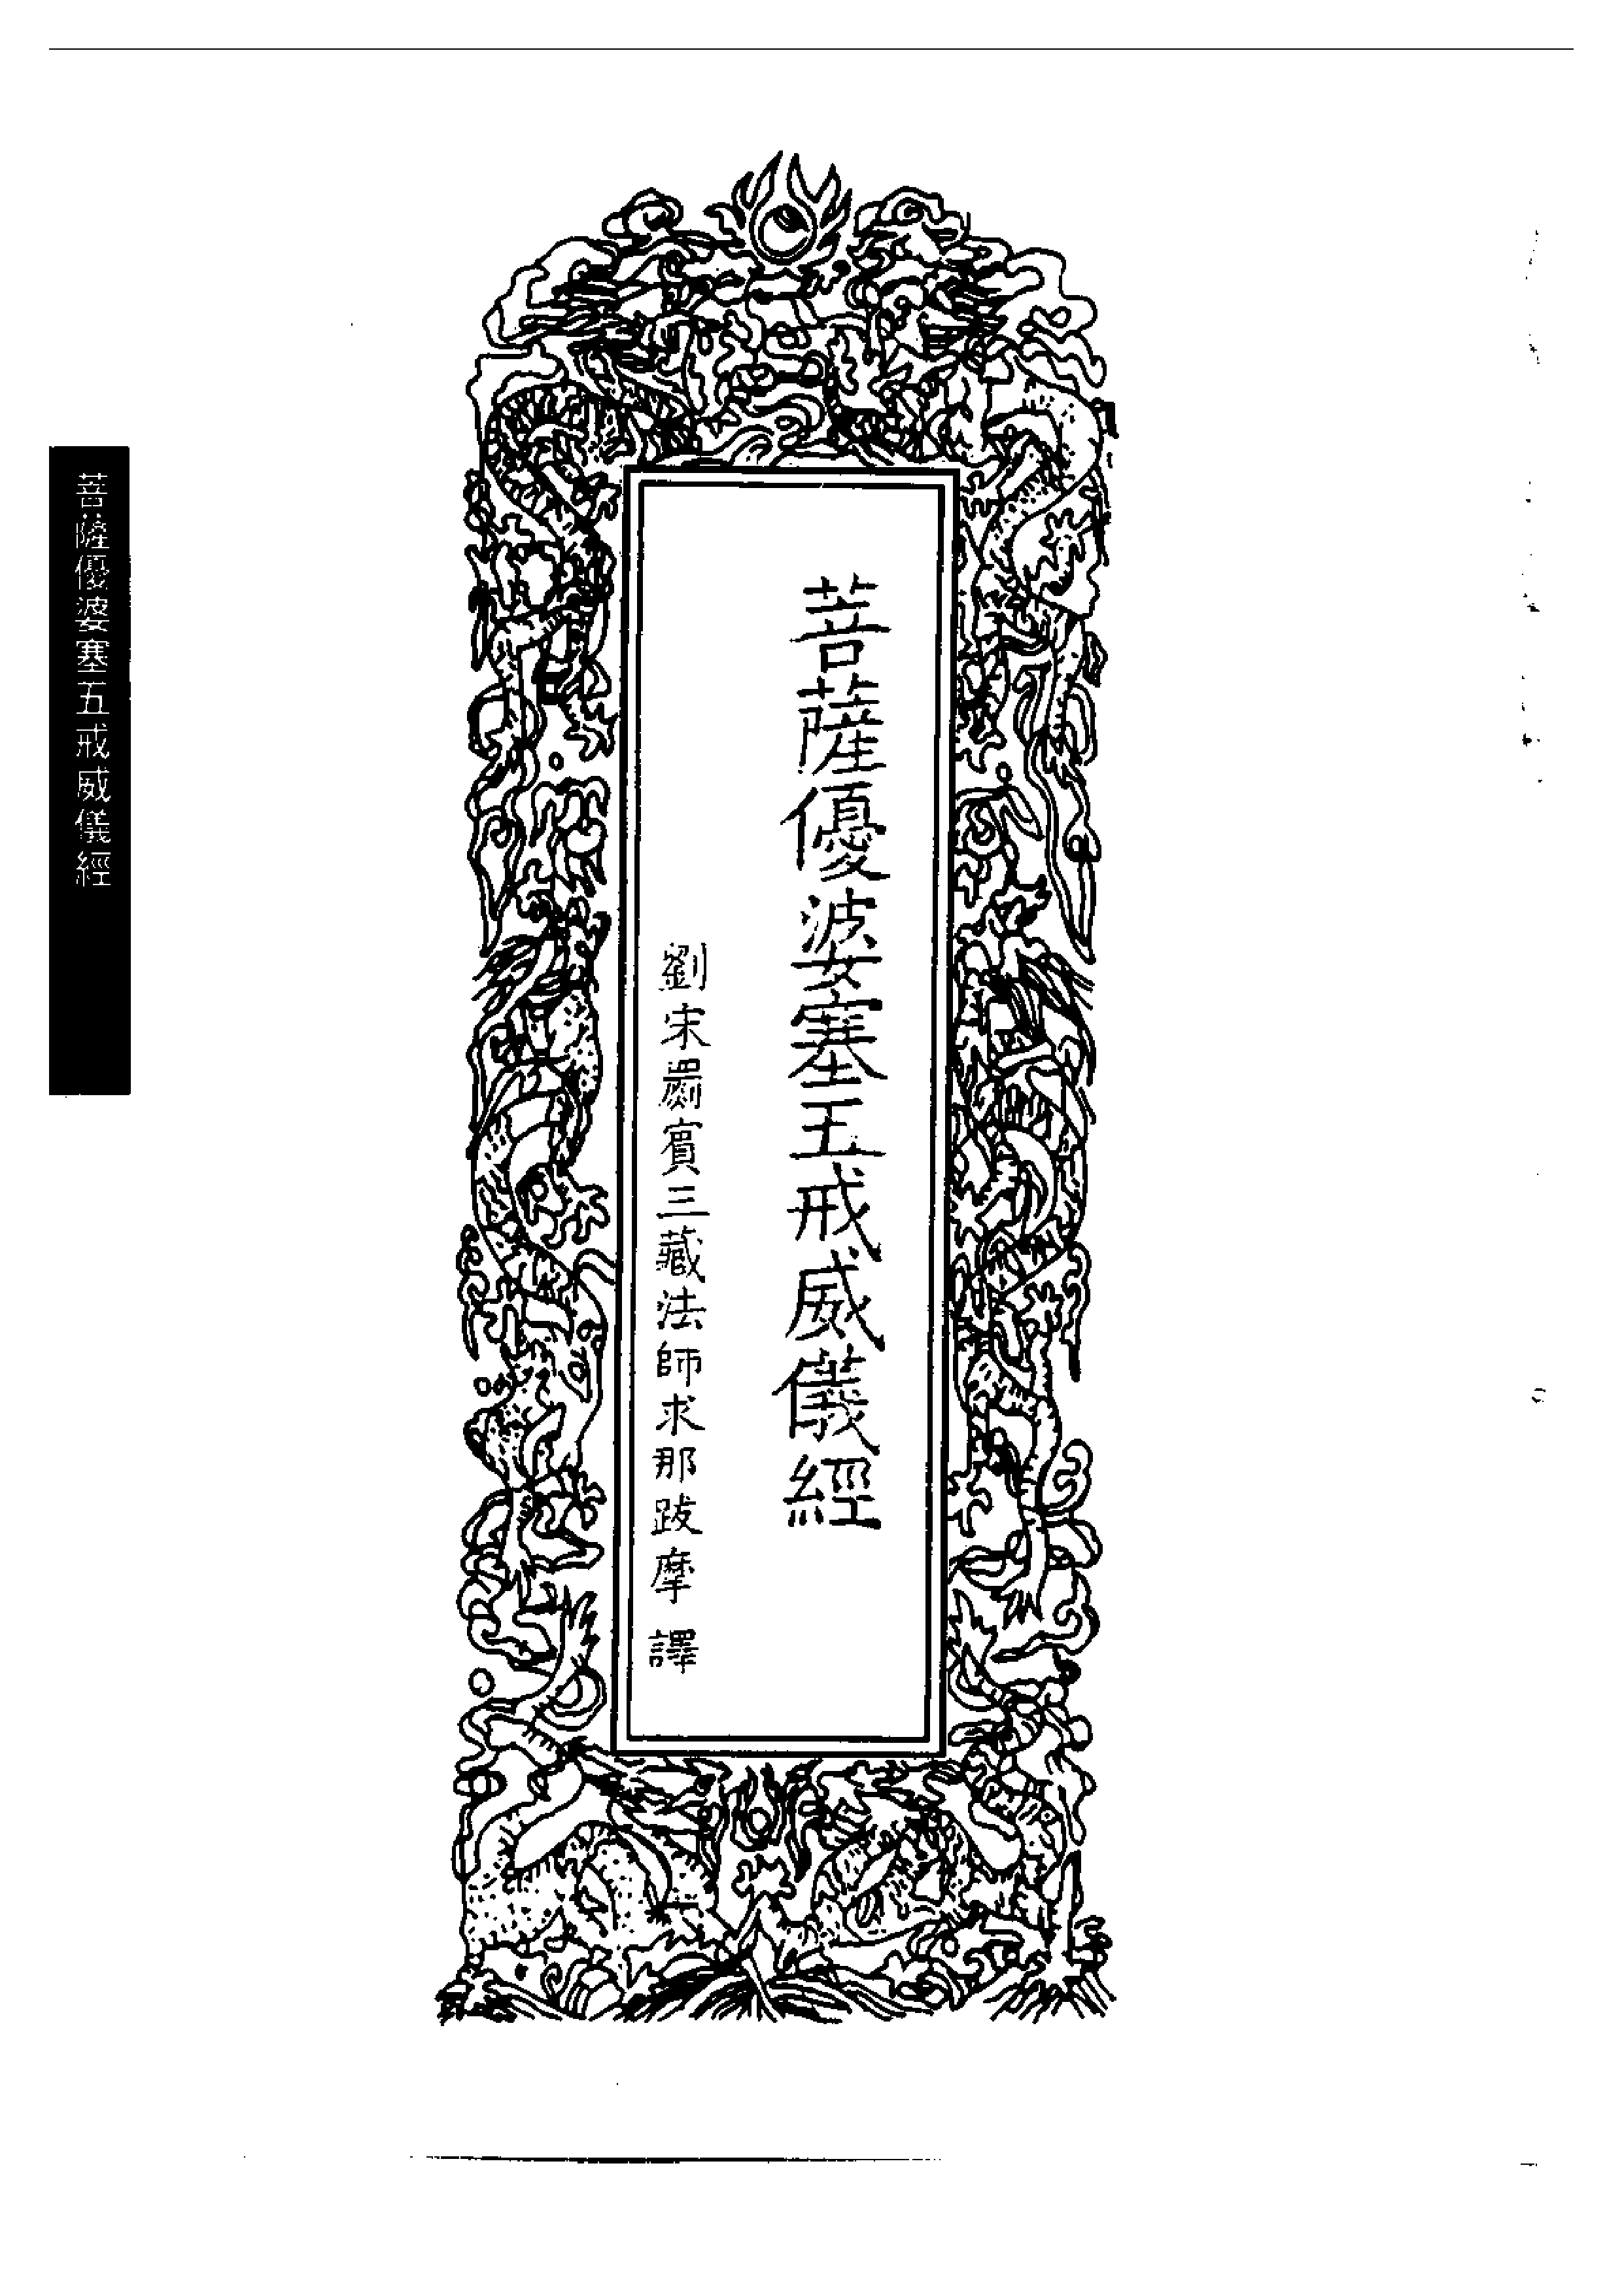 菩薩優婆塞五戒威儀經
劉宋罽賓三藏法師求那跋摩 譯
菩薩優婆塞五戒威儀經